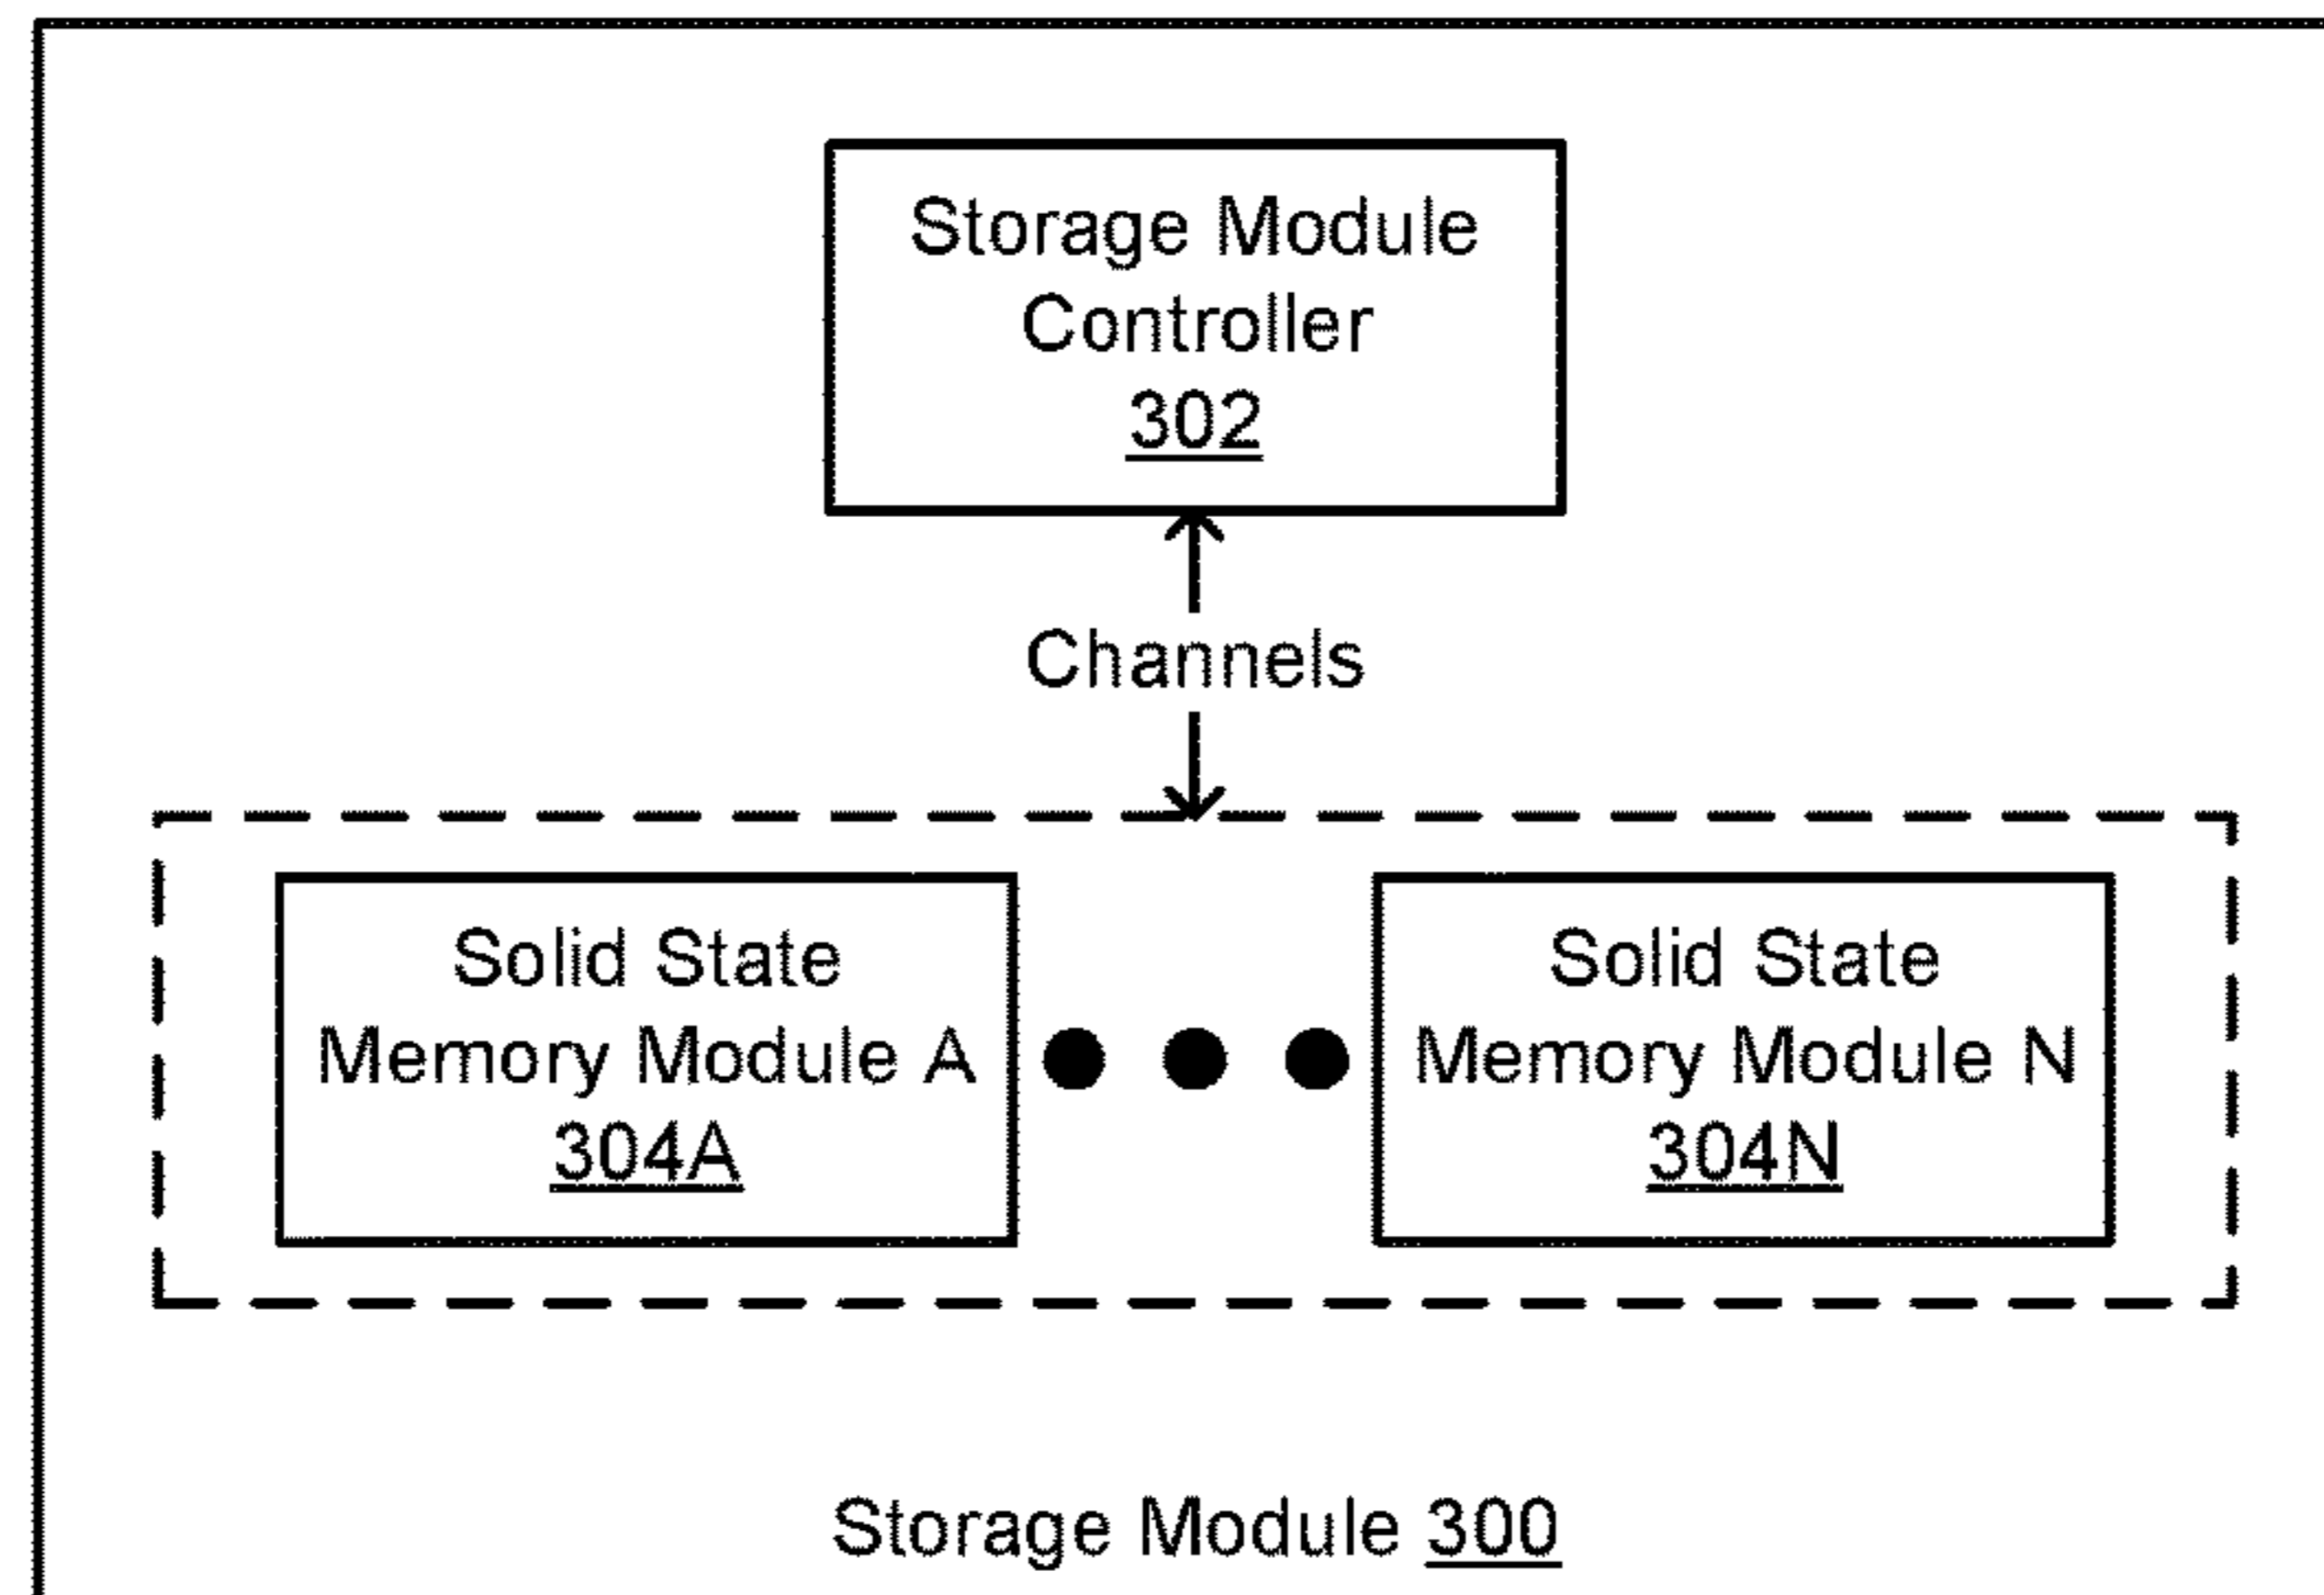 Storage Module
Controller
302
Channels
Solid State
Memory Module A
304A
Solid State
Memory Module N
304N
Storage Module 300